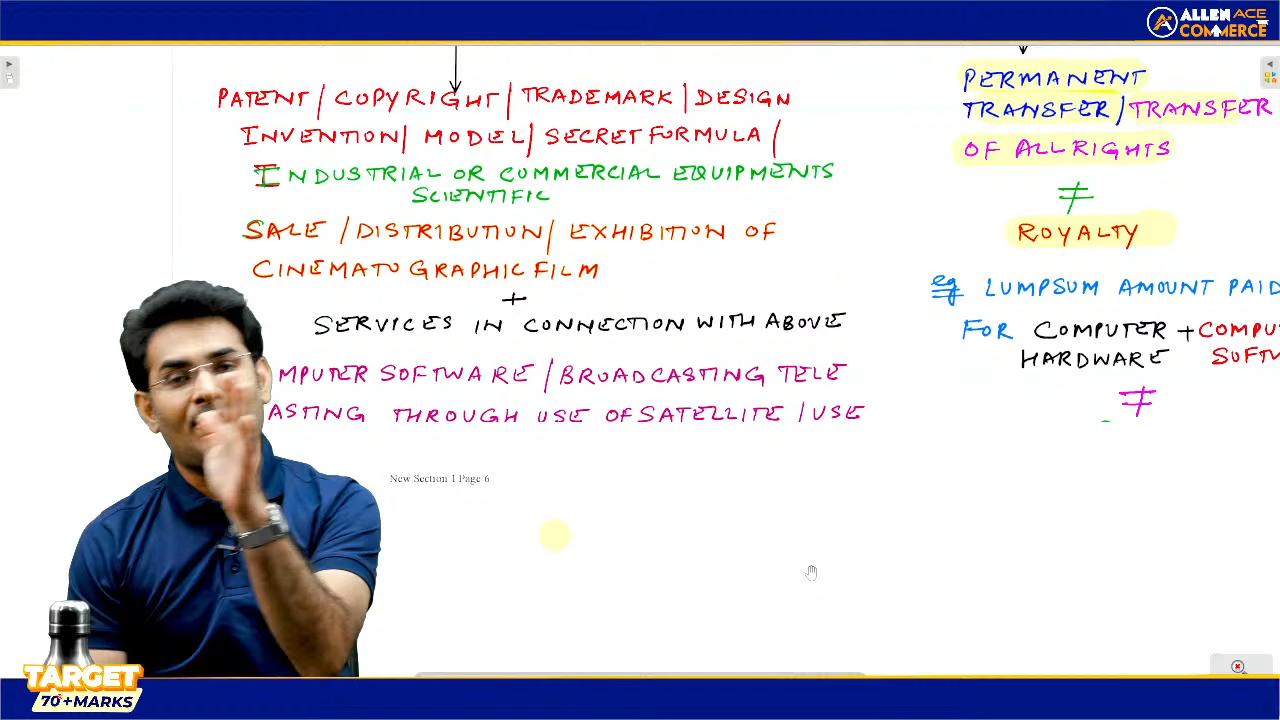 ALLEN ACE
COMMERCE
PATENT / COPYRIGHT / TRADEMARK / DESIGN
INVENTION / MODEL / SECRET FORMULA /
INDUSTRIAL OR COMMERCIAL EQUIPMENTS
SCIENTIFIC
SALE / DISTRIBUTION / EXHIBITION OF
CINEMATOGRAPHIC FILM
+
SERVICES IN CONNECTION WITH ABOVE
MPUTER SOFTWARE / BROADCASTING TELE
ASTING THROUGH USE OF SATELLITE / USE
New Section 1 Page 6
PERMANENT
TRANSFER / TRANSFER
OF ALL RIGHTS
≠
ROYALTY
eg LUMPSUM AMOUNT PAID
FOR COMPUTER + COMPU
HARDWARE SOFTW
≠
TARGET
70+MARKS